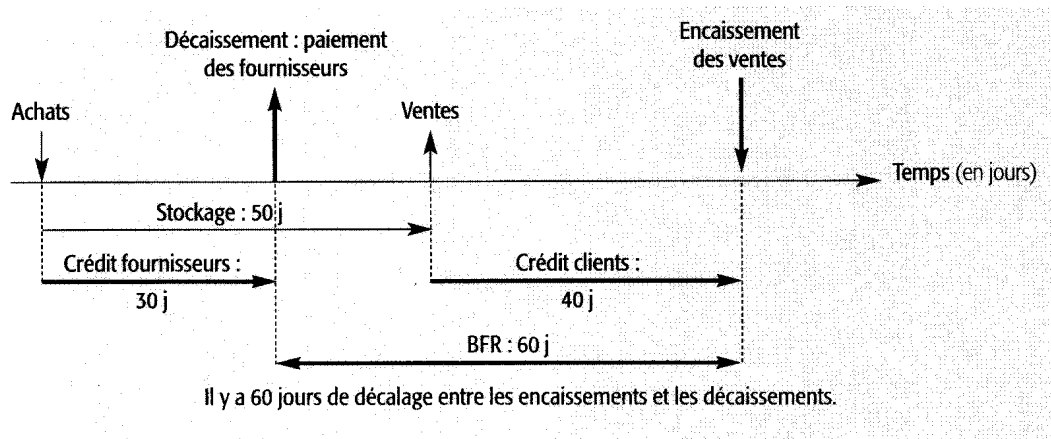 Décaissement : paiement
des fournisseurs
Encaissement
des ventes
Achats
Ventes
Temps (en jours)
Stockage : 50 j
Crédit fournisseurs :
30 j
Crédit clients :
40 j
BFR : 60 j
Il y a 60 jours de décalage entre les encaissements et les décaissements.